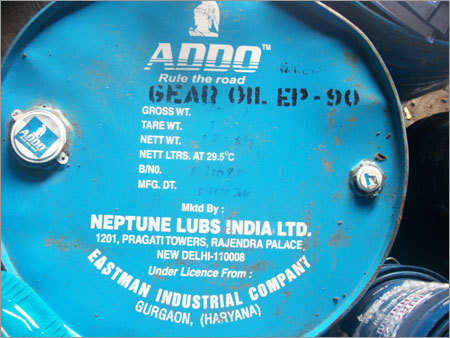 ADDO™
Rule the road
GEAR OIL EP-90
GROSS WT.
TARE WT.
NETT WT.
NETT LTRS. AT 29.5°C
B/NO.
MFG. DT.
Mktd By :
NEPTUNE LUBS INDIA LTD.
1201, PRAGATI TOWERS, RAJENDRA PALACE,
NEW DELHI-110008
Under Licence From :
EASTMAN INDUSTRIAL COMPANY
GURGAON, (HARYANA)
ADDO